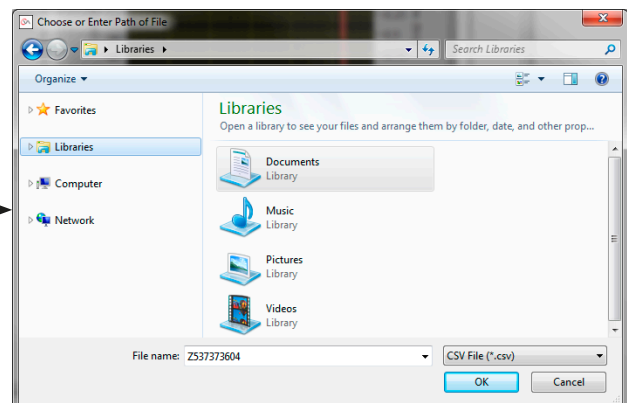 Choose or Enter Path of File
Libraries
Search Libraries
Organize
Favorites
Libraries
Computer
Network
Libraries
Open a library to see your files and arrange them by folder, date, and other prop...
Documents
Library
Music
Library
Pictures
Library
Videos
Library
File name: Z537373604
CSV File (*.csv)
OK Cancel